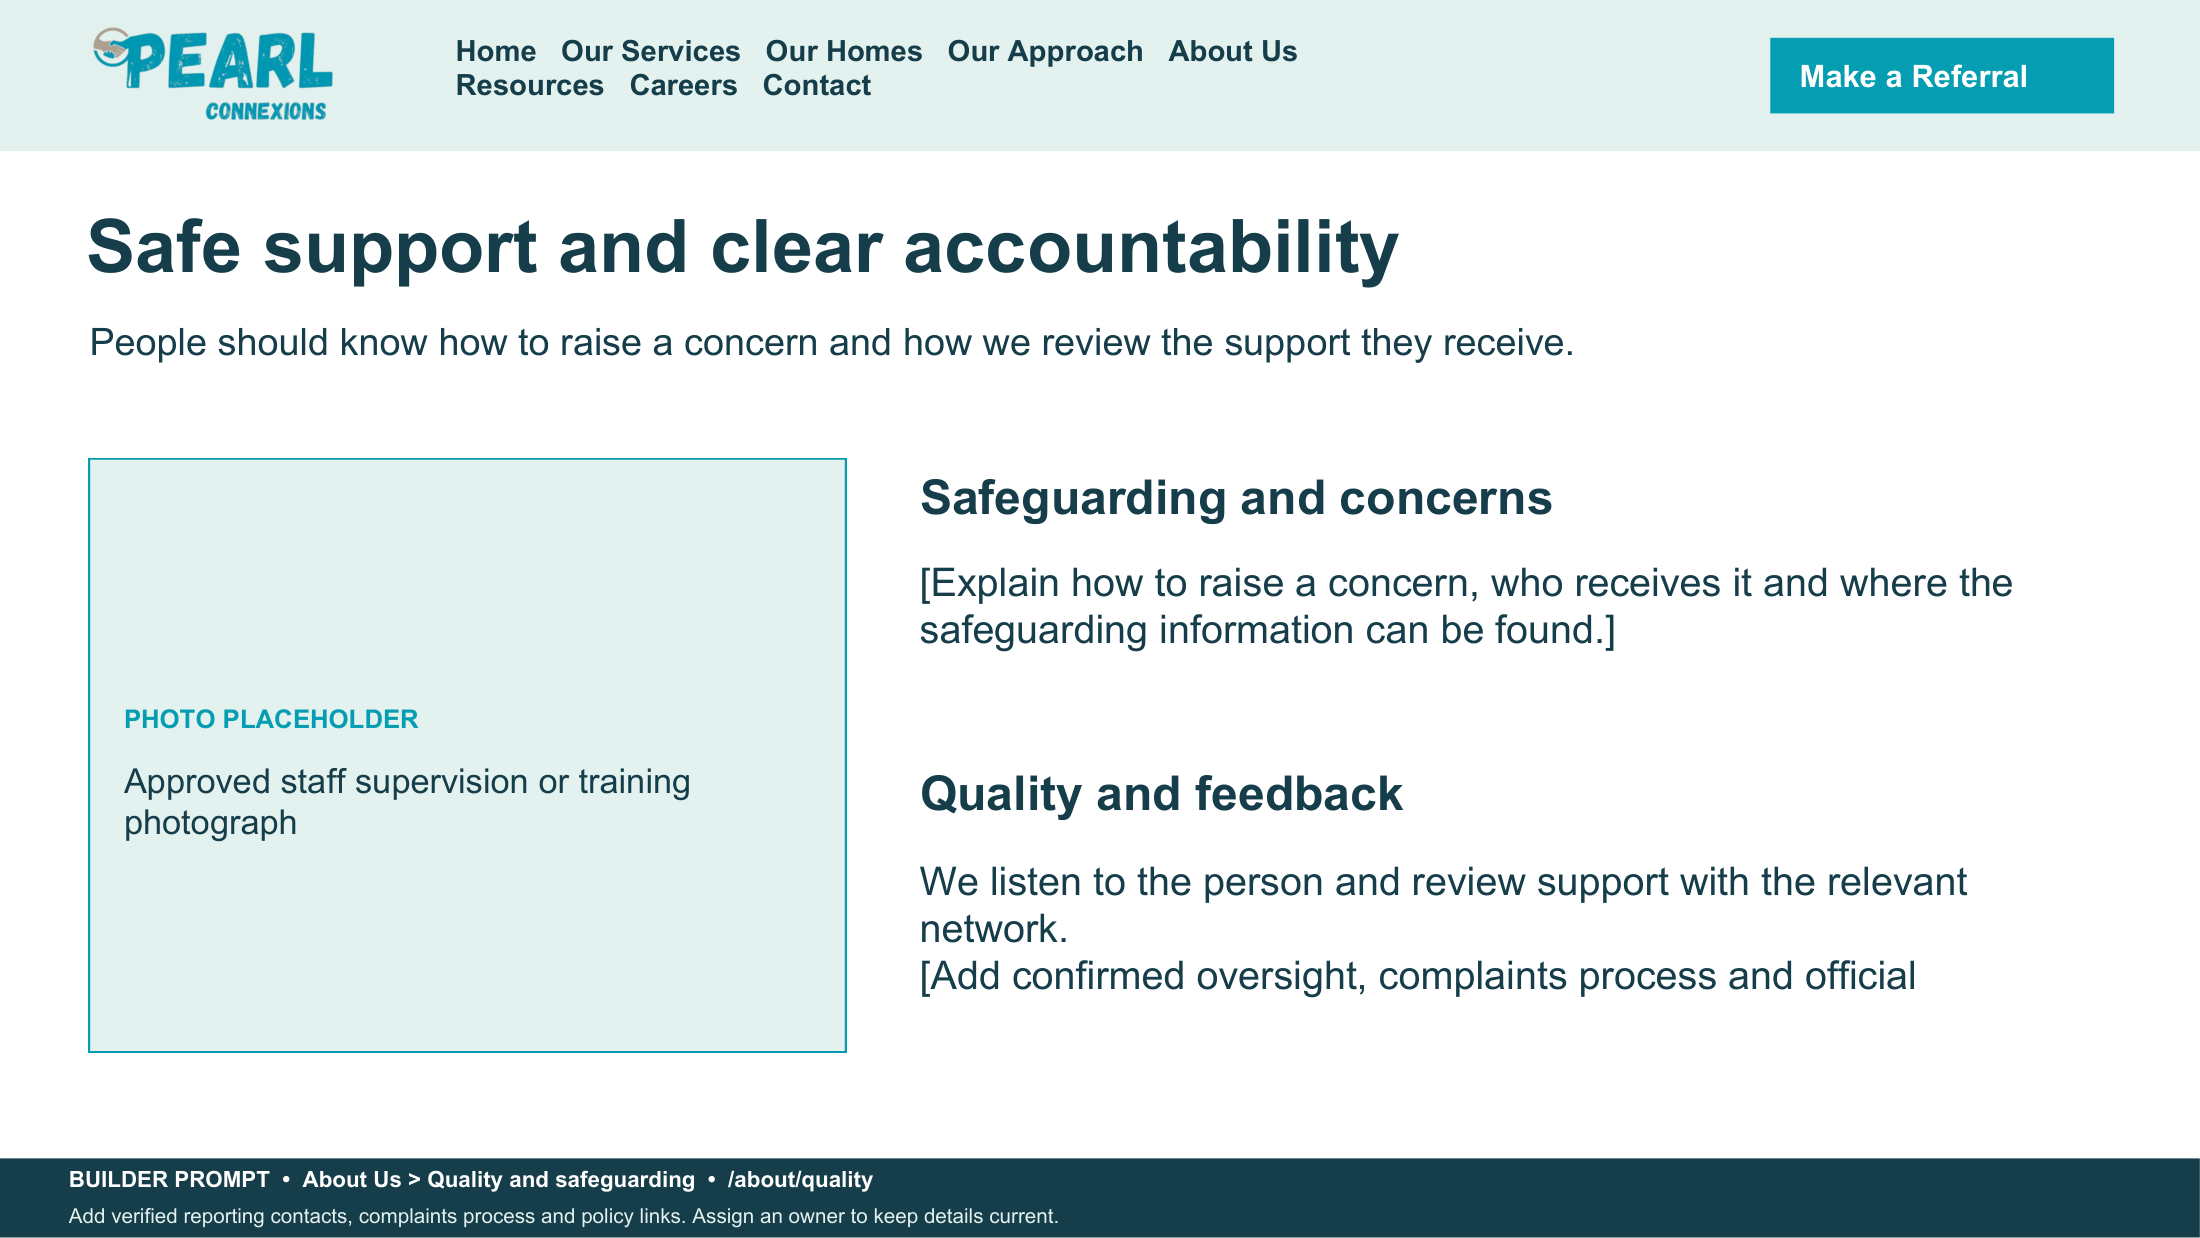 PEARL
CONNEXIONS
Home Our Services Our Homes Our Approach About Us
Resources Careers Contact
Make a Referral
Safe support and clear accountability
People should know how to raise a concern and how we review the support they receive.
PHOTO PLACEHOLDER
Approved staff supervision or training
photograph
Safeguarding and concerns
[Explain how to raise a concern, who receives it and where the
safeguarding information can be found.]
Quality and feedback
We listen to the person and review support with the relevant
network.
[Add confirmed oversight, complaints process and official
BUILDER PROMPT • About Us > Quality and safeguarding • /about/quality
Add verified reporting contacts, complaints process and policy links. Assign an owner to keep details current.